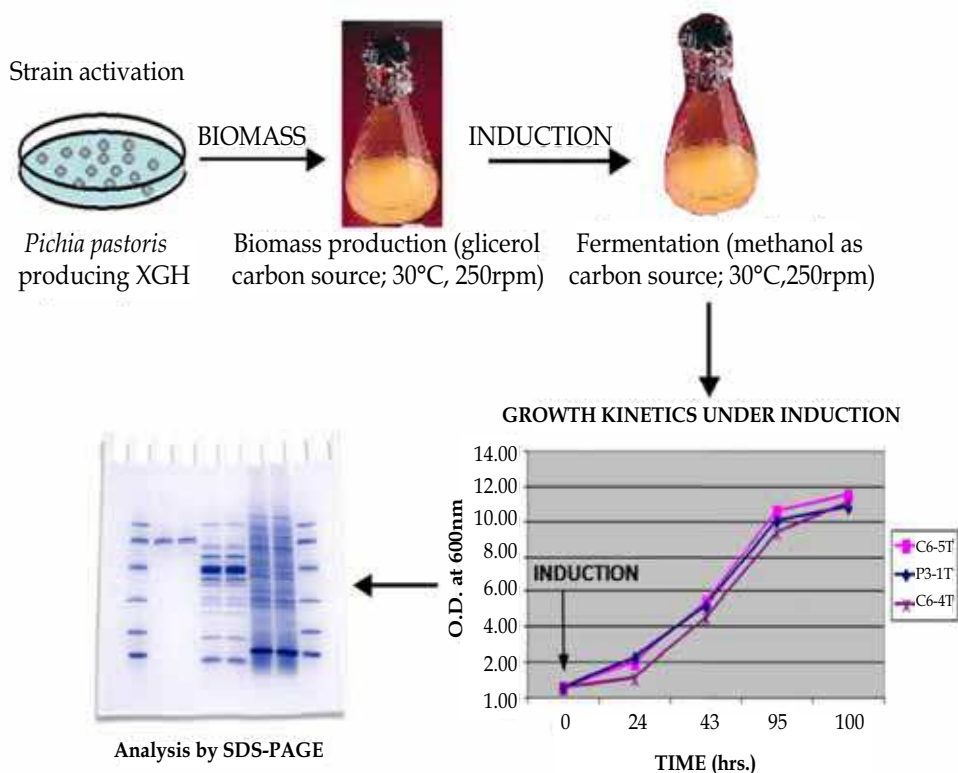 Strain activation
BIOMASS
INDUCTION
Pichia pastoris
producing XGH
Biomass production (glicerol
carbon source; 30°C, 250rpm)
Fermentation (methanol as
carbon source; 30°C,250rpm)
GROWTH KINETICS UNDER INDUCTION
14.00
12.00
10.00
8.00
6.00
4.00
2.00
1.00
O.D. at 600nm
INDUCTION
C6-5T
P3-1T
C6-4T
0 24 43 95 100
TIME (hrs.)
Analysis by SDS-PAGE